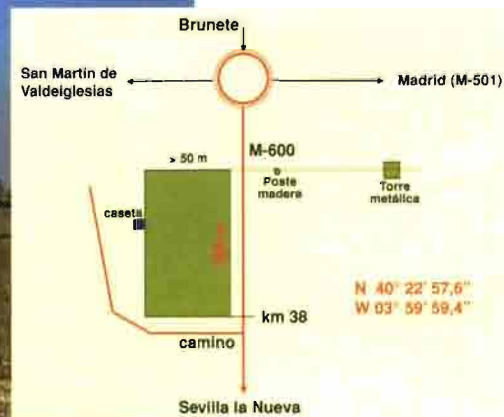 Brunete
San Martín de
Valdeiglesias
Madrid (M-501)
M-600
> 50 m
Poste
madera
Torre
metálica
caseta
N 40° 22' 57,6"
W 03° 59' 59,4"
km 38
camino
Sevilla la Nueva